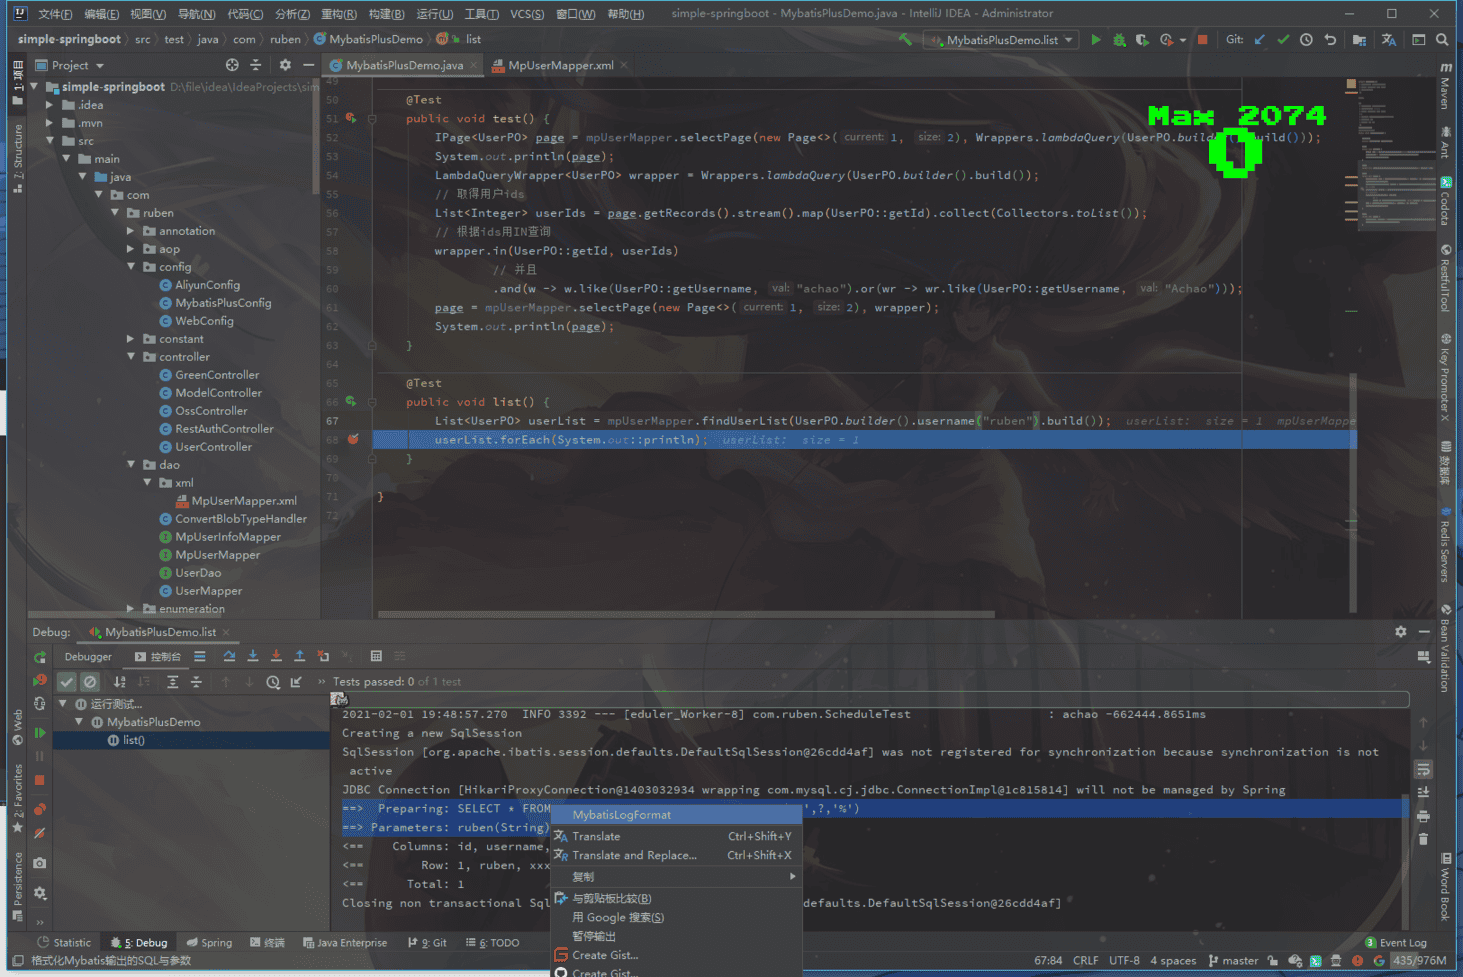 文件(F) 编辑(E) 视图(V) 导航(N) 代码(C) 分析(Z) 重构(R) 构建(B) 运行(U) 工具(T) VCS(S) 窗口(W) 帮助(H) simple-springboot - MybatisPlusDemo.java - IntelliJ IDEA - Administrator
simple-springboot src test java com ruben MybatisPlusDemo list MybatisPlusDemo.list Git:
Project MybatisPlusDemo.java MpUserMapper.xml
simple-springboot D:\file\idea\IdeaProjects\sim
.idea
.mvn
src
main
java
com
ruben
annotation
aop
config
AliyunConfig
MybatisPlusConfig
WebConfig
constant
controller
GreenController
ModelController
OssController
RestAuthController
UserController
dao
xml
MpUserMapper.xml
ConvertBlobTypeHandler
MpUserInfoMapper
MpUserMapper
UserDao
UserMapper
enumeration
1: 项目
7: Structure
Web
2: Favorites
Persistence
49
50 @Test
51 public void test() {
52 IPage<UserPO> page = mpUserMapper.selectPage(new Page<>( current: 1, size: 2), Wrappers.lambdaQuery(UserPO.build uild()));
53 System.out.println(page);
54 LambdaQueryWrapper<UserPO> wrapper = Wrappers.lambdaQuery(UserPO.builder().build());
55 // 取得用户ids
56 List<Integer> userIds = page.getRecords().stream().map(UserPO::getId).collect(Collectors.toList());
57 // 根据ids用IN查询
58 wrapper.in(UserPO::getId, userIds)
59 // 并且
60 .and(w -> w.like(UserPO::getUsername, val: "achao").or(wr -> wr.like(UserPO::getUsername, val: "Achao")));
61 page = mpUserMapper.selectPage(new Page<>( current: 1, size: 2), wrapper);
62 System.out.println(page);
63 }
64
65 @Test
66 public void list() {
67 List<UserPO> userList = mpUserMapper.findUserList(UserPO.builder().username("ruben").build()); userList: size = 1 mpUserMappe
68 userList.forEach(System.out::println); userList: size = 1
69 }
70
71 }
72
Max 2074
0
Maven
Ant
Codota
RestfulTool
Key Promoter X
数据库
Redis Servers
Bean Validation
Word Book
Debug: MybatisPlusDemo.list
Debugger 控制台
Tests passed: 0 of 1 test
运行测试...
MybatisPlusDemo
list()
2021-02-01 19:48:57.270 INFO 3392 --- [eduler_Worker-8] com.ruben.ScheduleTest : achao -662444.8651ms
Creating a new SqlSession
SqlSession [org.apache.ibatis.session.defaults.DefaultSqlSession@26cdd4af] was not registered for synchronization because synchronization is not
active
JDBC Connection [HikariProxyConnection@1403032934 wrapping com.mysql.cj.jdbc.ConnectionImpl@1c815814] will not be managed by Spring
==> Preparing: SELECT * FROM ',?,'%')
==> Parameters: ruben(String)
<== Columns: id, username,
<== Row: 1, ruben, xxx
<== Total: 1
Closing non transactional Sql defaults.DefaultSqlSession@26cdd4af]
MybatisLogFormat
Translate Ctrl+Shift+Y
Translate and Replace... Ctrl+Shift+X
复制
与剪贴板比较(B)
用 Google 搜索(S)
暂停输出
Create Gist...
Create Gist...
Statistic 5: Debug Spring 终端 Java Enterprise 9: Git 6: TODO 3 Event Log
格式化Mybatis输出的SQL与参数 67:84 CRLF UTF-8 4 spaces master 435/976M